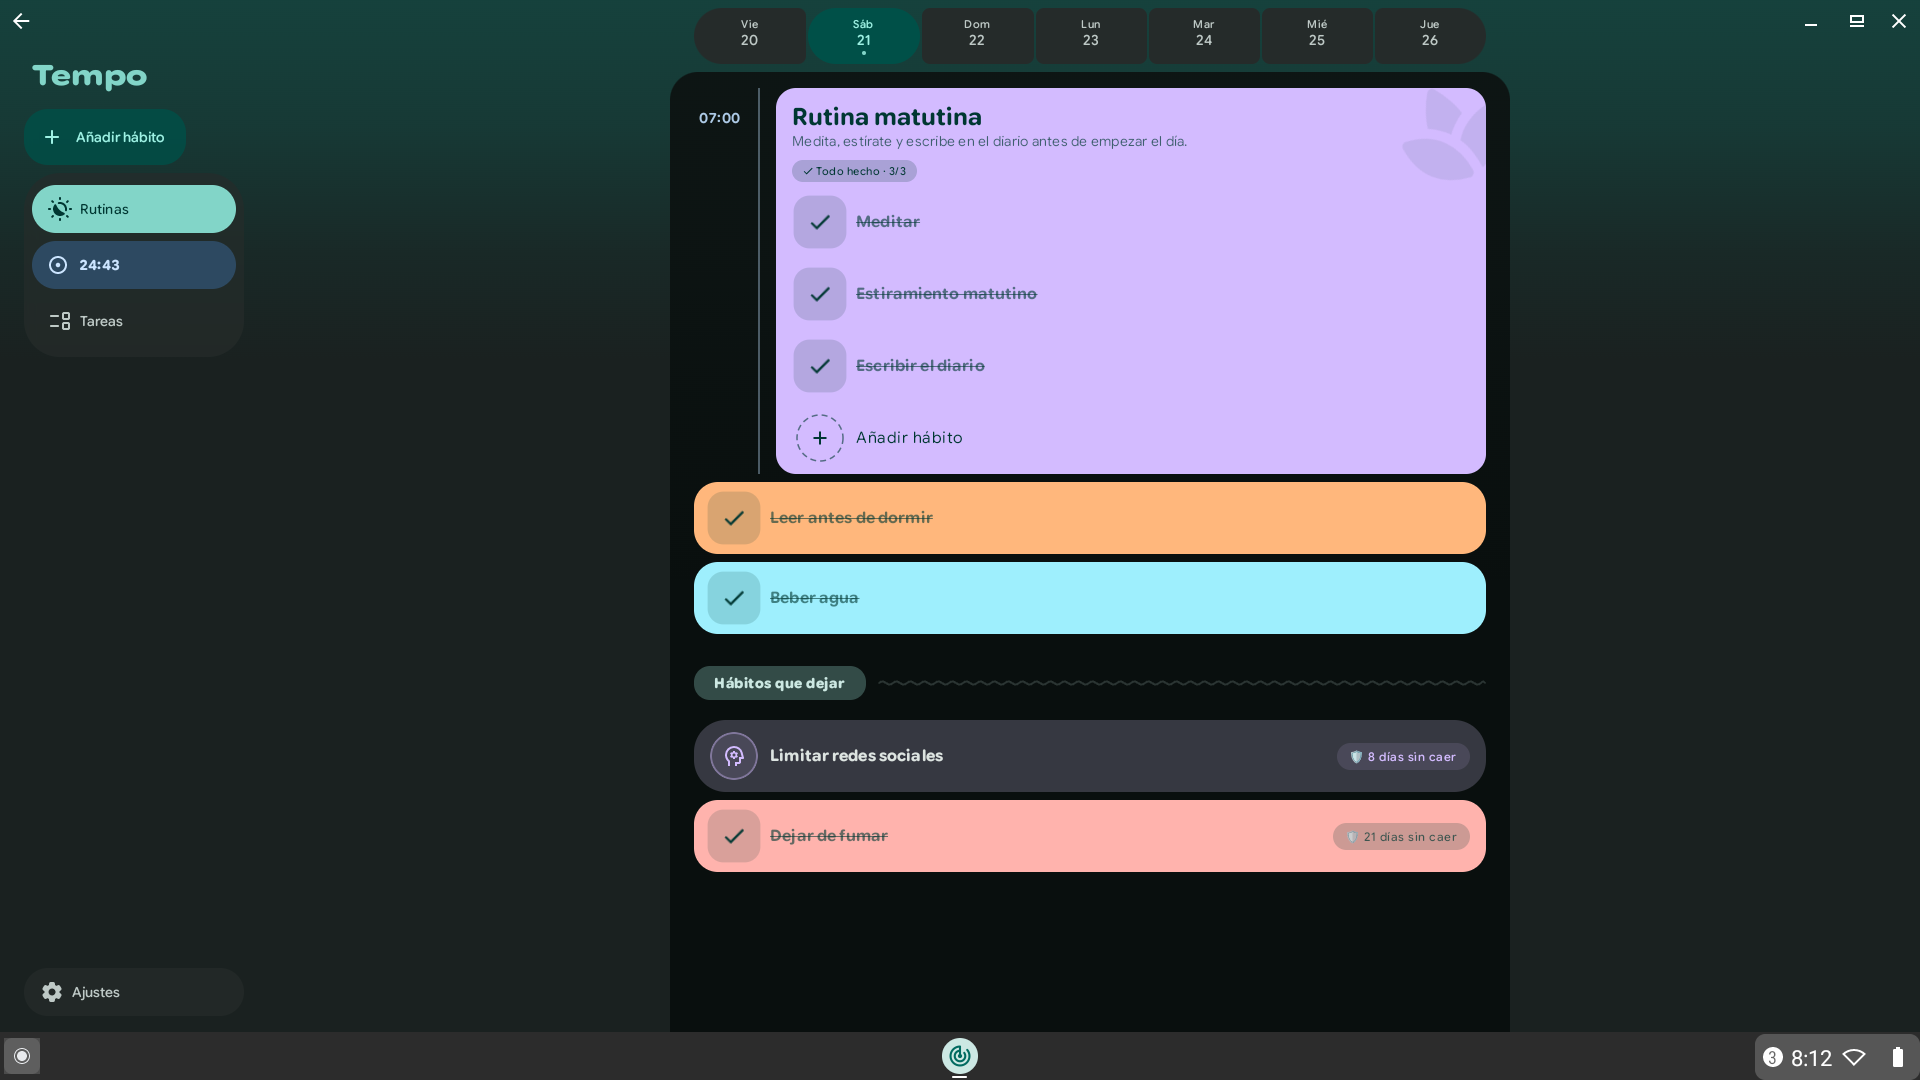 Vie
20
Sáb
21
Dom
22
Lun
23
Mar
24
Mié
25
Jue
26
Tempo
Añadir hábito
Rutinas
24:43
Tareas
Ajustes
07:00
Rutina matutina
Medita, estírate y escribe en el diario antes de empezar el día.
Todo hecho · 3/3
Meditar
Estiramiento matutino
Escribir el diario
Añadir hábito
Leer antes de dormir
Beber agua
Hábitos que dejar
Limitar redes sociales
8 días sin caer
Dejar de fumar
21 días sin caer
3 8:12